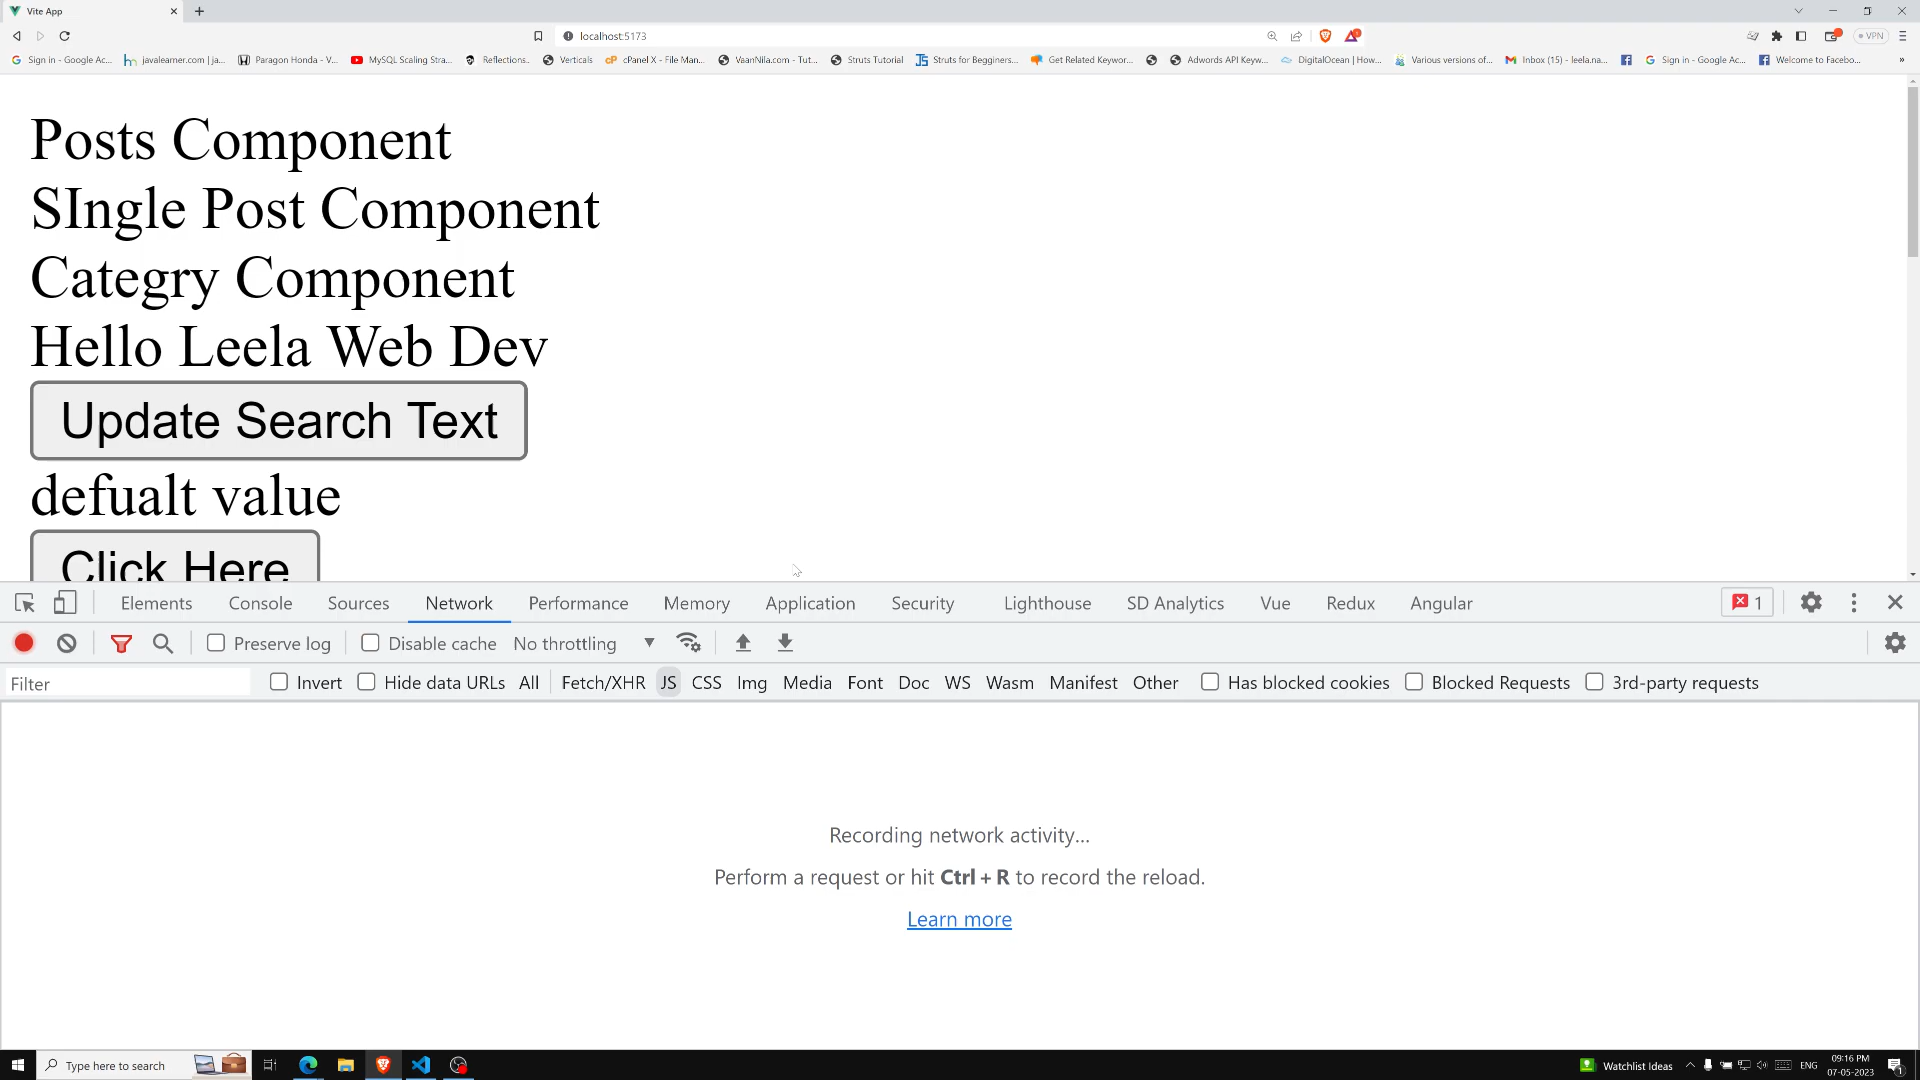 Vite App
localhost:5173
VPN
Sign in - Google Ac...
javalearner.com | ja...
Paragon Honda - V...
MySQL Scaling Stra...
Reflections..
Verticals
cPanel X - File Man...
VaanNila.com - Tut...
Struts Tutorial
Struts for Begginers...
Get Related Keywor...
Adwords API Keyw...
DigitalOcean | How...
Various versions of...
Inbox (15) - leela.na...
Sign in - Google Ac...
Welcome to Facebo...
»
Posts Component
SIngle Post Component
Categry Component
Hello Leela Web Dev
Update Search Text
defualt value
Click Here
Elements Console Sources Network Performance Memory Application Security Lighthouse SD Analytics Vue Redux Angular 1
Preserve log Disable cache No throttling
Filter Invert Hide data URLs All Fetch/XHR JS CSS Img Media Font Doc WS Wasm Manifest Other Has blocked cookies Blocked Requests 3rd-party requests
Recording network activity...
Perform a request or hit Ctrl + R to record the reload.
Learn more
Type here to search
Watchlist Ideas
ENG
09:16 PM
07-05-2023